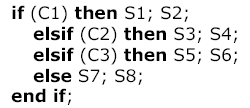 if (C1) then S1; S2;
elsif (C2) then S3; S4;
elsif (C3) then S5; S6;
else S7; S8;
end if;